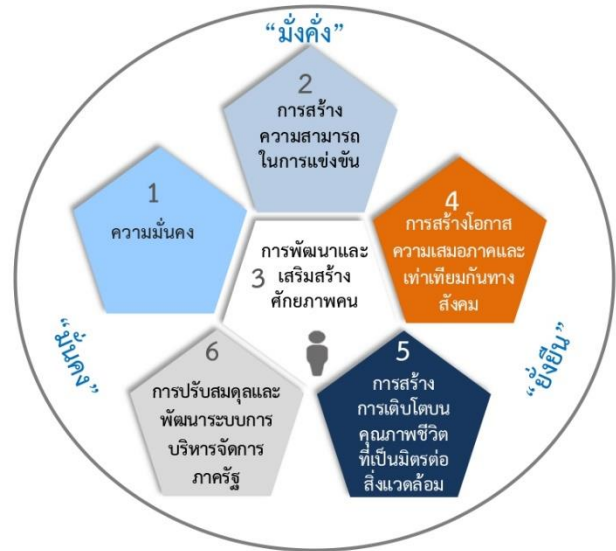 “มั่งคั่ง”
2
การสร้าง
ความสามารถ
ในการแข่งขัน
1
ความมั่นคง
4
การสร้างโอกาส
ความเสมอภาคและ
เท่าเทียมกันทาง
สังคม
การพัฒนาและ
3 เสริมสร้าง
ศักยภาพคน
“มั่นคง”
“ยั่งยืน”
6
การปรับสมดุลและ
พัฒนาระบบการ
บริหารจัดการ
ภาครัฐ
5
การสร้าง
การเติบโตบน
คุณภาพชีวิต
ที่เป็นมิตรต่อ
สิ่งแวดล้อม